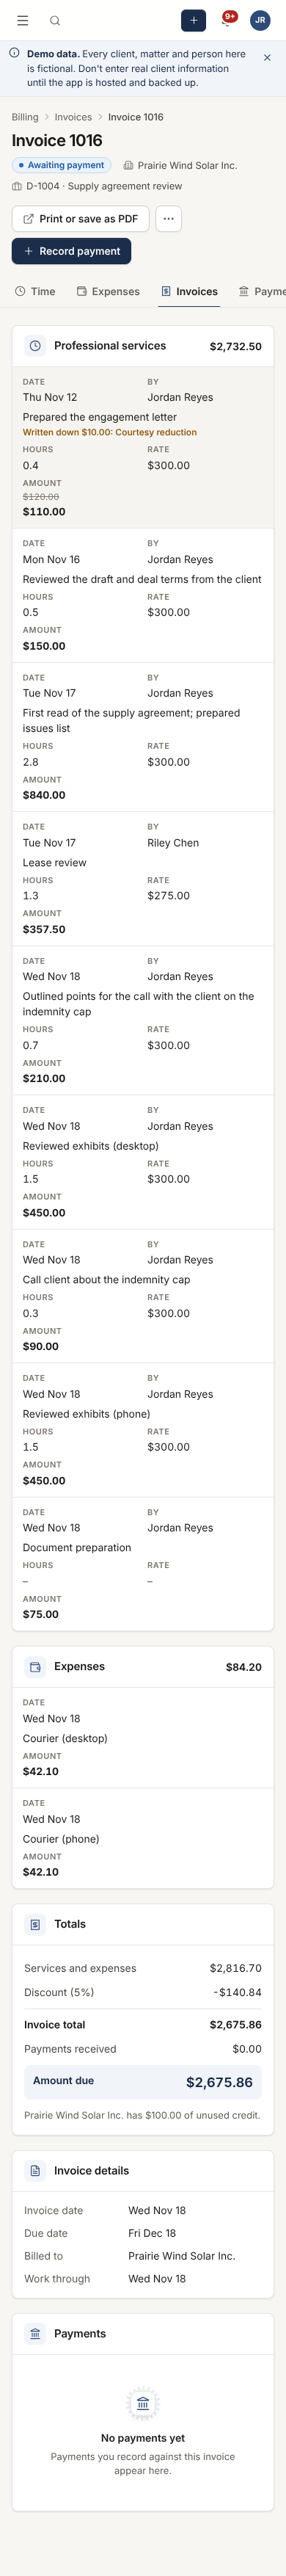 9+
JR
Demo data. Every client, matter and person here
is fictional. Don't enter real client information
until the app is hosted and backed up.
Billing > Invoices > Invoice 1016
Invoice 1016
Awaiting payment Prairie Wind Solar Inc.
D-1004 · Supply agreement review
Print or save as PDF
Record payment
Time Expenses Invoices Payme
Professional services $2,732.50
DATE BY
Thu Nov 12 Jordan Reyes
Prepared the engagement letter
Written down $10.00: Courtesy reduction
HOURS RATE
0.4 $300.00
AMOUNT
$120.00
$110.00
DATE BY
Mon Nov 16 Jordan Reyes
Reviewed the draft and deal terms from the client
HOURS RATE
0.5 $300.00
AMOUNT
$150.00
DATE BY
Tue Nov 17 Jordan Reyes
First read of the supply agreement; prepared
issues list
HOURS RATE
2.8 $300.00
AMOUNT
$840.00
DATE BY
Tue Nov 17 Riley Chen
Lease review
HOURS RATE
1.3 $275.00
AMOUNT
$357.50
DATE BY
Wed Nov 18 Jordan Reyes
Outlined points for the call with the client on the
indemnity cap
HOURS RATE
0.7 $300.00
AMOUNT
$210.00
DATE BY
Wed Nov 18 Jordan Reyes
Reviewed exhibits (desktop)
HOURS RATE
1.5 $300.00
AMOUNT
$450.00
DATE BY
Wed Nov 18 Jordan Reyes
Call client about the indemnity cap
HOURS RATE
0.3 $300.00
AMOUNT
$90.00
DATE BY
Wed Nov 18 Jordan Reyes
Reviewed exhibits (phone)
HOURS RATE
1.5 $300.00
AMOUNT
$450.00
DATE BY
Wed Nov 18 Jordan Reyes
Document preparation
HOURS RATE
– –
AMOUNT
$75.00
Expenses $84.20
DATE
Wed Nov 18
Courier (desktop)
AMOUNT
$42.10
DATE
Wed Nov 18
Courier (phone)
AMOUNT
$42.10
Totals
Services and expenses $2,816.70
Discount (5%) -$140.84
Invoice total $2,675.86
Payments received $0.00
Amount due $2,675.86
Prairie Wind Solar Inc. has $100.00 of unused credit.
Invoice details
Invoice date Wed Nov 18
Due date Fri Dec 18
Billed to Prairie Wind Solar Inc.
Work through Wed Nov 18
Payments
No payments yet
Payments you record against this invoice
appear here.